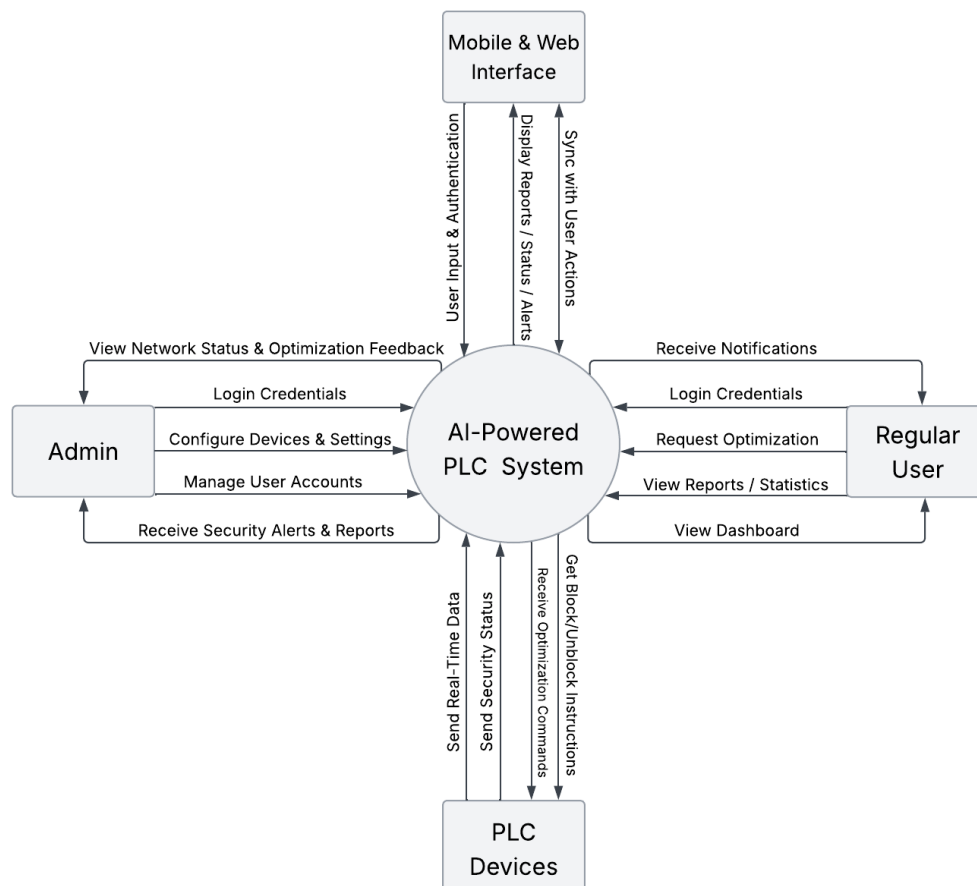 Mobile & Web
Interface
User Input & Authentication
Display Reports / Status / Alerts
Sync with User Actions
View Network Status & Optimization Feedback
Receive Notifications
Login Credentials
Login Credentials
Admin
Configure Devices & Settings
AI-Powered
PLC System
Request Optimization
Regular
User
Manage User Accounts
View Reports / Statistics
Receive Security Alerts & Reports
View Dashboard
Send Real-Time Data
Send Security Status
Receive Optimization Commands
Get Block/Unblock Instructions
PLC
Devices